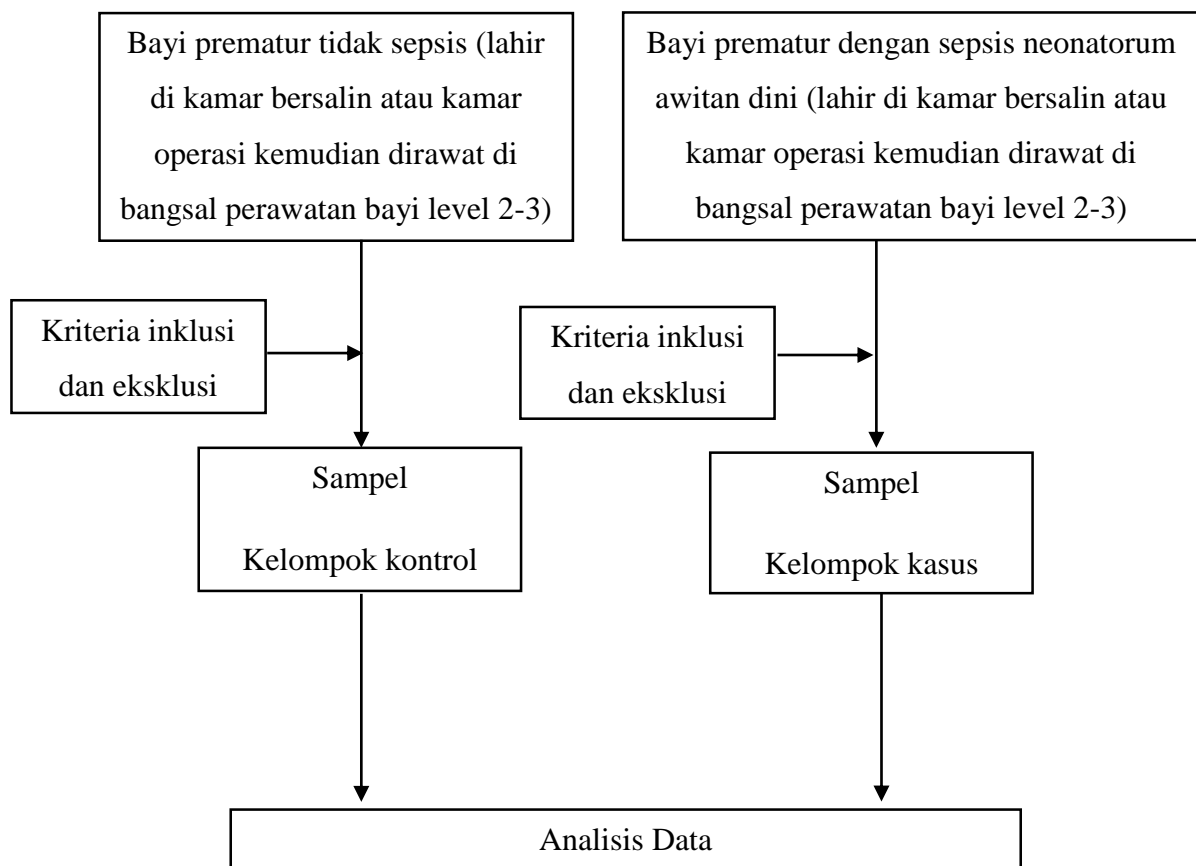 Bayi prematur tidak sepsis (lahir
di kamar bersalin atau kamar
operasi kemudian dirawat di
bangsal perawatan bayi level 2-3)
Bayi prematur dengan sepsis neonatorum
awitan dini (lahir di kamar bersalin atau
kamar operasi kemudian dirawat di
bangsal perawatan bayi level 2-3)
Kriteria inklusi
dan eksklusi
Kriteria inklusi
dan eksklusi
Sampel
Kelompok kontrol
Sampel
Kelompok kasus
Analisis Data